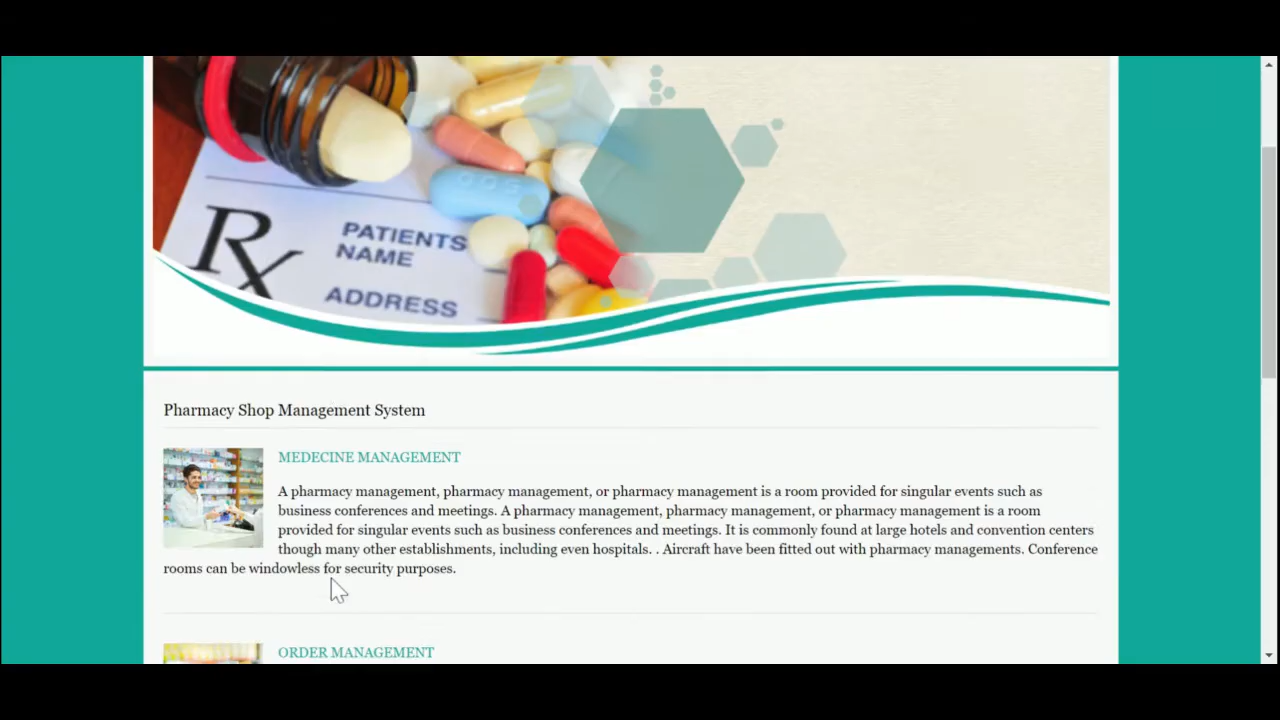 Rx
PATIENTS
NAME
ADDRESS
Pharmacy Shop Management System
MEDECINE MANAGEMENT
A pharmacy management, pharmacy management, or pharmacy management is a room provided for singular events such as
business conferences and meetings. A pharmacy management, pharmacy management, or pharmacy management is a room
provided for singular events such as business conferences and meetings. It is commonly found at large hotels and convention centers
though many other establishments, including even hospitals. . Aircraft have been fitted out with pharmacy managements. Conference
rooms can be windowless for security purposes.
ORDER MANAGEMENT